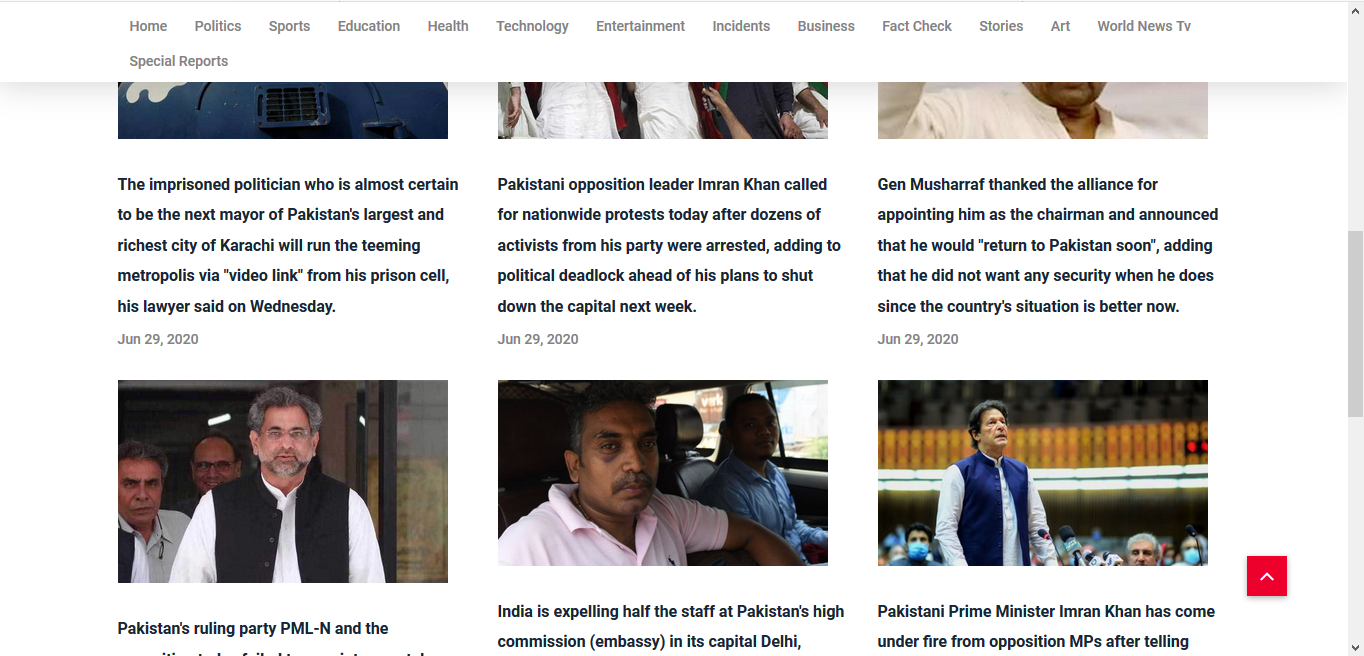 Home Politics Sports Education Health Technology Entertainment Incidents Business Fact Check Stories Art World News Tv
Special Reports
The imprisoned politician who is almost certain
to be the next mayor of Pakistan's largest and
richest city of Karachi will run the teeming
metropolis via "video link" from his prison cell,
his lawyer said on Wednesday.
Jun 29, 2020
Pakistani opposition leader Imran Khan called
for nationwide protests today after dozens of
activists from his party were arrested, adding to
political deadlock ahead of his plans to shut
down the capital next week.
Jun 29, 2020
Gen Musharraf thanked the alliance for
appointing him as the chairman and announced
that he would "return to Pakistan soon", adding
that he did not want any security when he does
since the country's situation is better now.
Jun 29, 2020
Pakistan's ruling party PML-N and the
India is expelling half the staff at Pakistan's high
commission (embassy) in its capital Delhi,
Pakistani Prime Minister Imran Khan has come
under fire from opposition MPs after telling